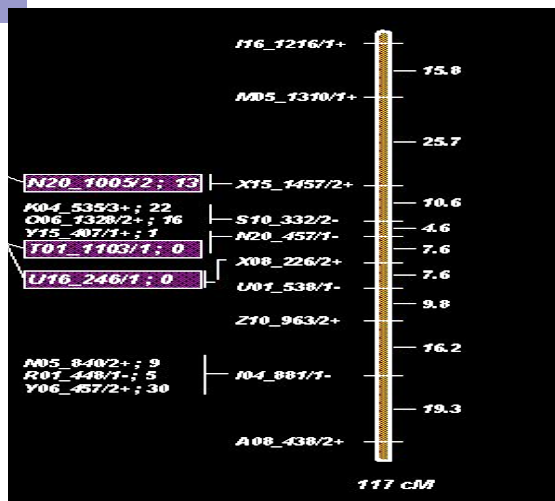 I16_1216/1+
15.8
M05_1310/1+
25.7
N20_1005/2 ; 13
X15_1457/2+
10.6
K04_535/3+ ; 22
O06_1328/2+ ; 16
S10_332/2-
4.6
Y15_407/1+ ; 1
N20_457/1-
7.6
T01_1103/1 ; 0
X08_226/2+
7.6
U16_246/1 ; 0
U01_538/1-
9.8
Z10_963/2+
16.2
M05_840/2+ ; 9
R01_448/1- ; 5
I04_881/1-
Y06_457/2+ ; 30
19.3
A08_438/2+
117 cM